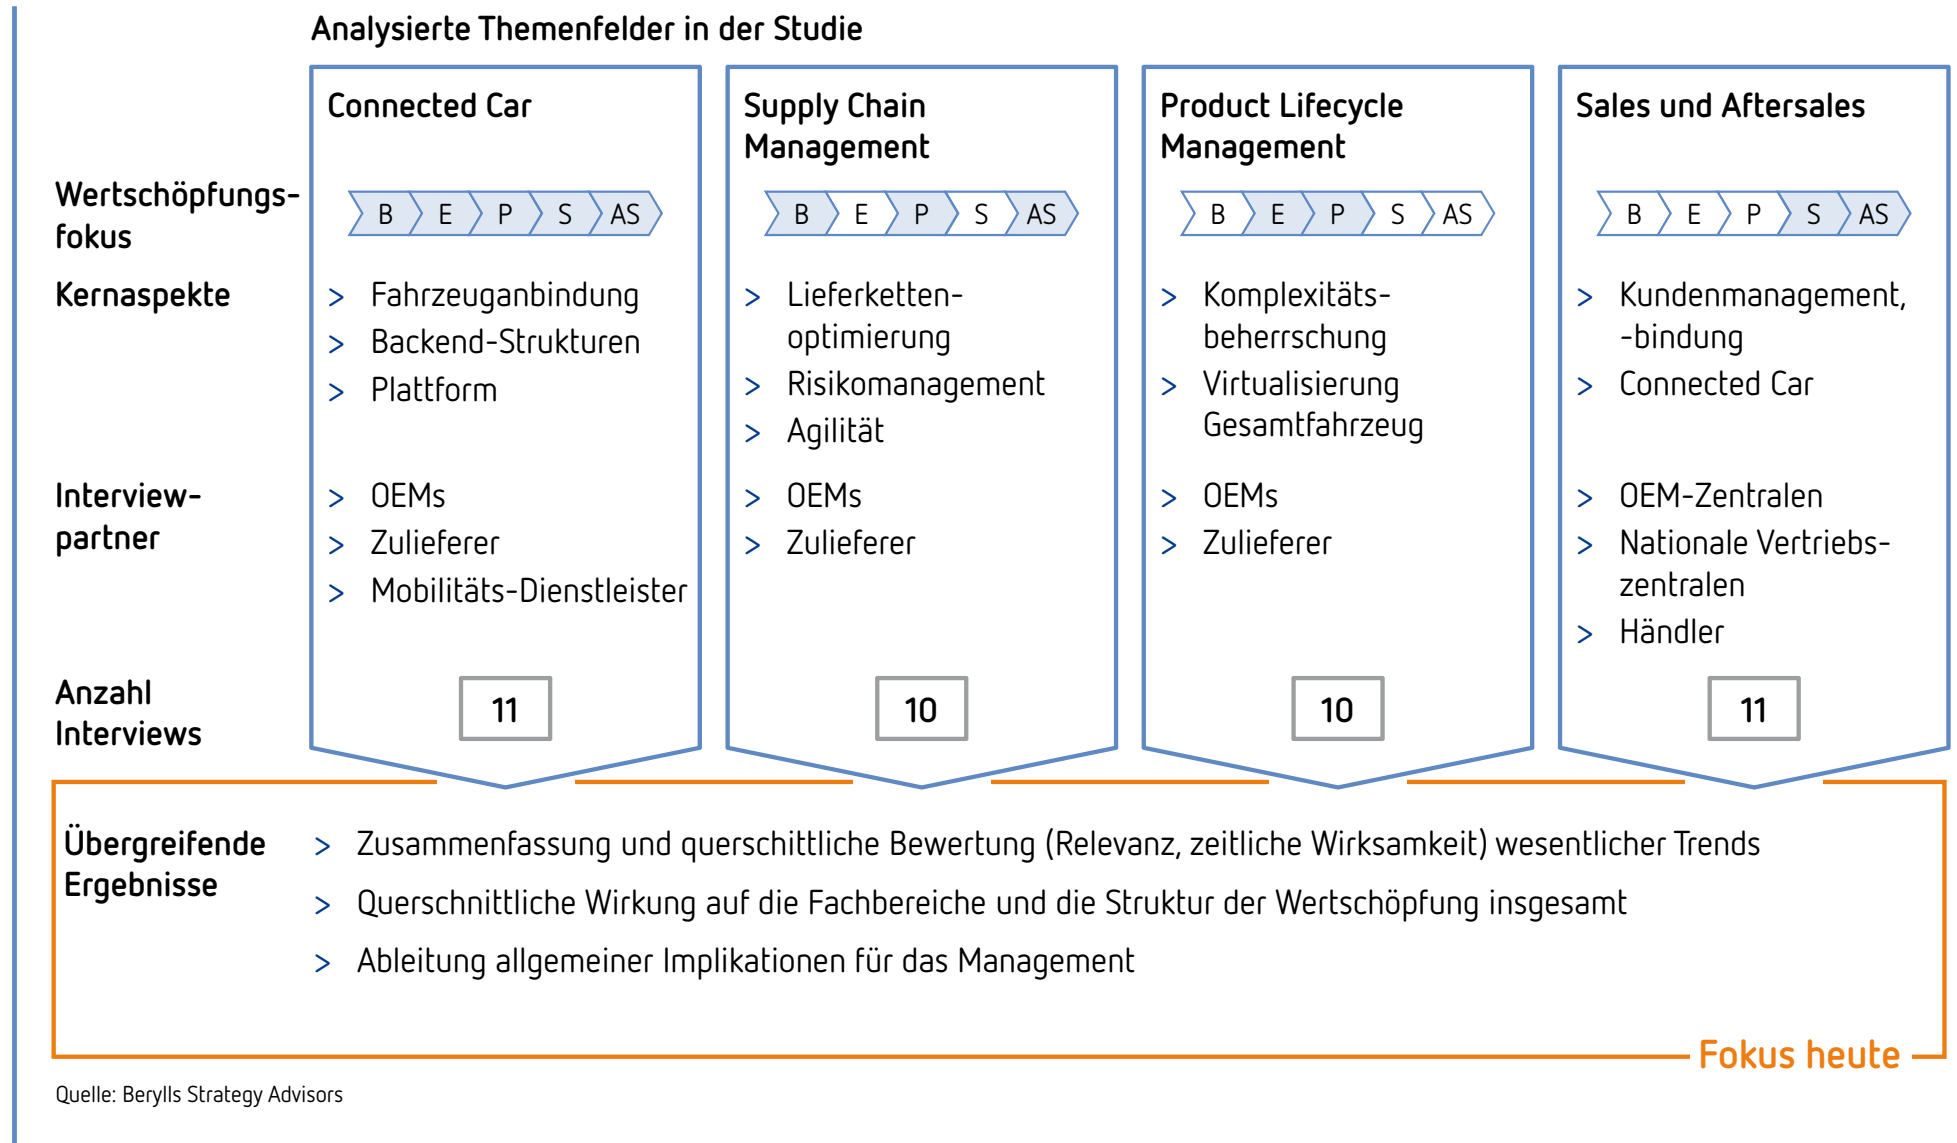 Analysierte Themenfelder in der Studie
Connected Car
Supply Chain
Management
Product Lifecycle
Management
Sales und Aftersales
Wertschöpfungs-
fokus
B E P S AS
B E P S AS
B E P S AS
B E P S AS
Kernaspekte
> Fahrzeuganbindung
> Backend-Strukturen
> Plattform
> Lieferketten-
optimierung
> Risikomanagement
> Agilität
> Komplexitäts-
beherrschung
> Virtualisierung
Gesamtfahrzeug
> Kundenmanagement,
-bindung
> Connected Car
Interview-
partner
> OEMs
> Zulieferer
> Mobilitäts-Dienstleister
> OEMs
> Zulieferer
> OEMs
> Zulieferer
> OEM-Zentralen
> Nationale Vertriebs-
zentralen
> Händler
Anzahl
Interviews
11
10
10
11
Übergreifende
Ergebnisse
> Zusammenfassung und querschittliche Bewertung (Relevanz, zeitliche Wirksamkeit) wesentlicher Trends
> Querschnittliche Wirkung auf die Fachbereiche und die Struktur der Wertschöpfung insgesamt
> Ableitung allgemeiner Implikationen für das Management
Fokus heute
Quelle: Berylls Strategy Advisors